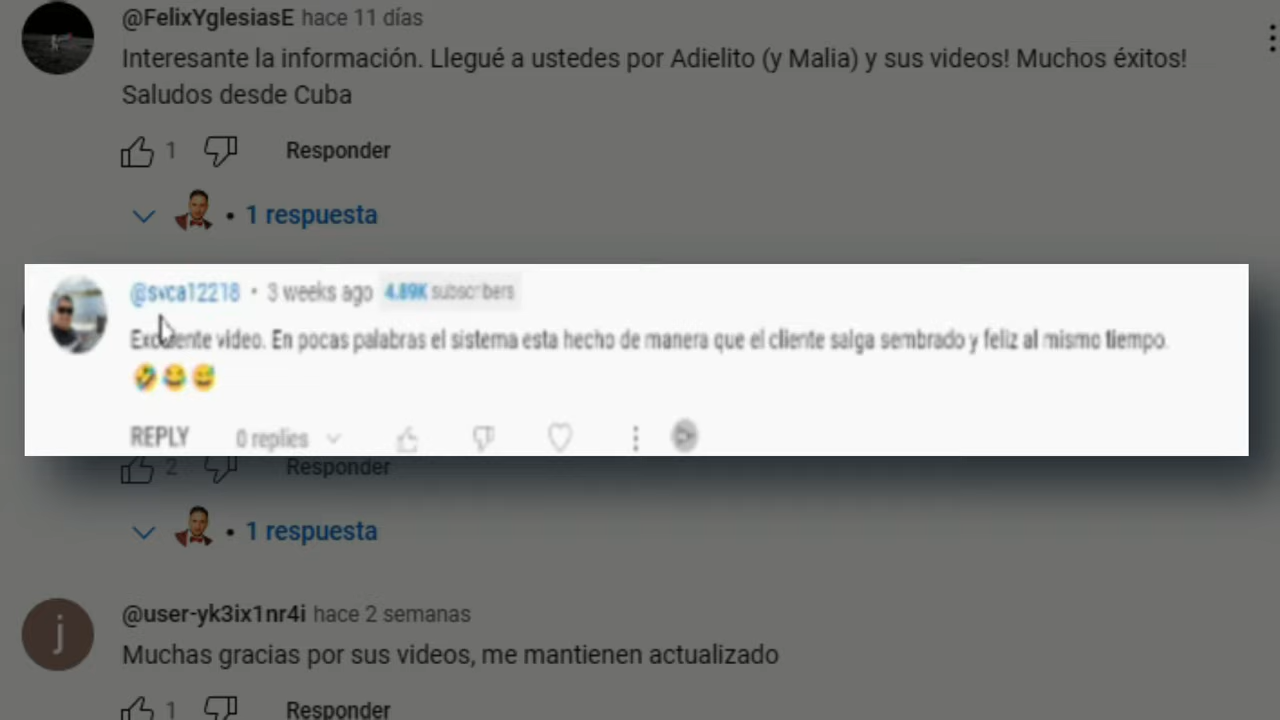 @FelixYglesiasE hace 11 días
Interesante la información. Llegué a ustedes por Adielito (y Malia) y sus videos! Muchos éxitos!
Saludos desde Cuba
1 Responder
• 1 respuesta
@svca12218 • 3 weeks ago 4.89K subscribers
Excelente video. En pocas palabras el sistema esta hecho de manera que el cliente salga sembrado y feliz al mismo tiempo.
🤣😂😅
REPLY 0 replies
2 Responder
• 1 respuesta
j
@user-yk3ix1nr4i hace 2 semanas
Muchas gracias por sus videos, me mantienen actualizado
1 Responder